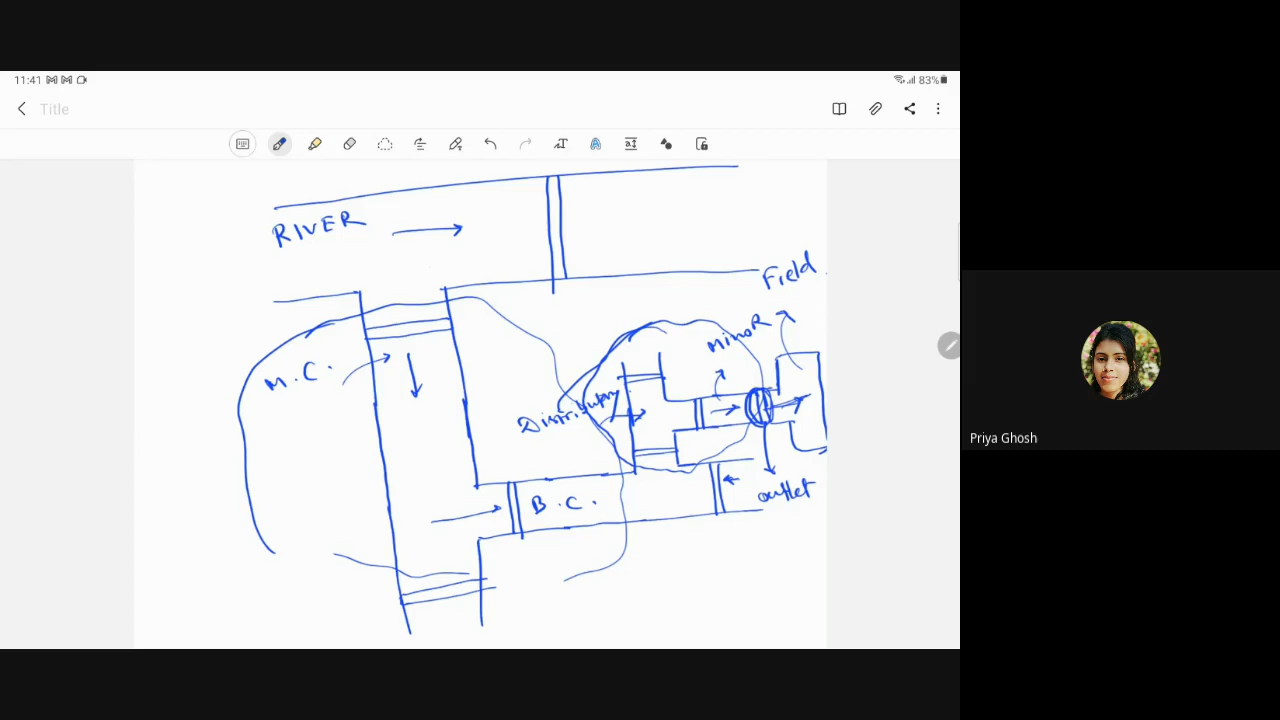 11:41
83%
Title
RIVER
Field
MinoR
M.C.
Distributary
B.C.
outlet
Priya Ghosh